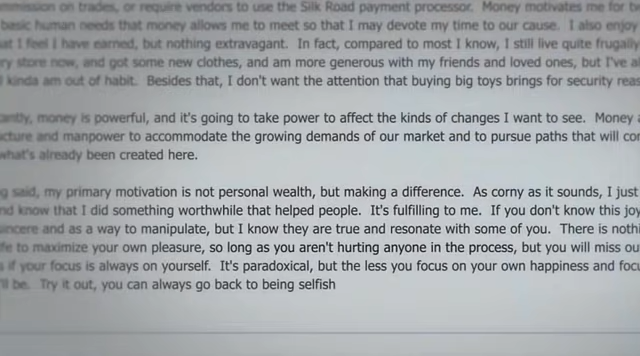 mmission on trades, or require vendors to use the Silk Road payment processor. Money motivates me for
basic human needs that money allows me to meet so that I may devote my time to our cause. I also enjoy
at I feel I have earned, but nothing extravagant. In fact, compared to most I know, I still live quite frugally
ry store now, and got some new clothes, and am more generous with my friends and loved ones, but I've
I kinda am out of habit. Besides that, I don't want the attention that buying big toys brings for security
antly, money is powerful, and it's going to take power to affect the kinds of changes I want to see. Money
cture and manpower to accommodate the growing demands of our market and to pursue paths that will
what's already been created here.
g said, my primary motivation is not personal wealth, but making a difference. As corny as it sounds, I just
nd know that I did something worthwhile that helped people. It's fulfilling to me. If you don't know this joy
sincere and as a way to manipulate, but I know they are true and resonate with some of you. There is nothi
fe to maximize your own pleasure, so long as you aren't hurting anyone in the process, but you will miss ou
s if your focus is always on yourself. It's paradoxical, but the less you focus on your own happiness and focu
'll be. Try it out, you can always go back to being selfish